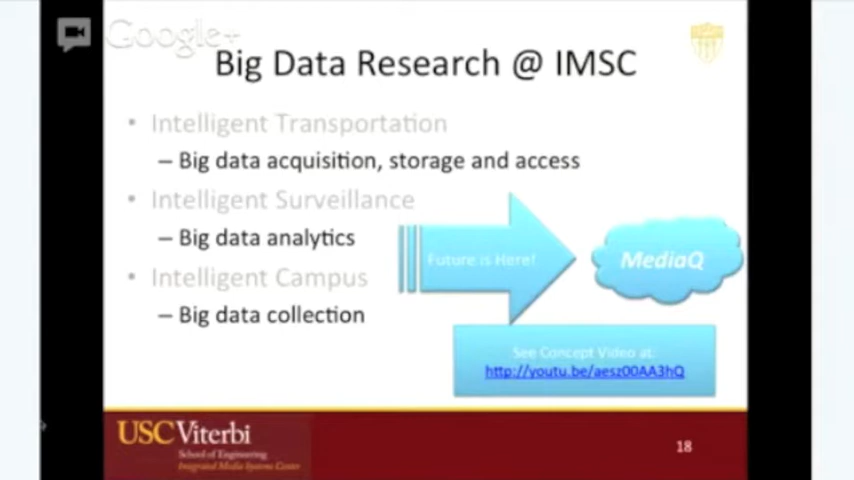 Google+
Big Data Research @ IMSC
• Intelligent Transportation
– Big data acquisition, storage and access
• Intelligent Surveillance
– Big data analytics
• Intelligent Campus
– Big data collection
Future is Here!
MediaQ
See Concept Video at:
http://youtu.be/aesz00AA3hQ
USC Viterbi
School of Engineering
Integrated Media Systems Center
18